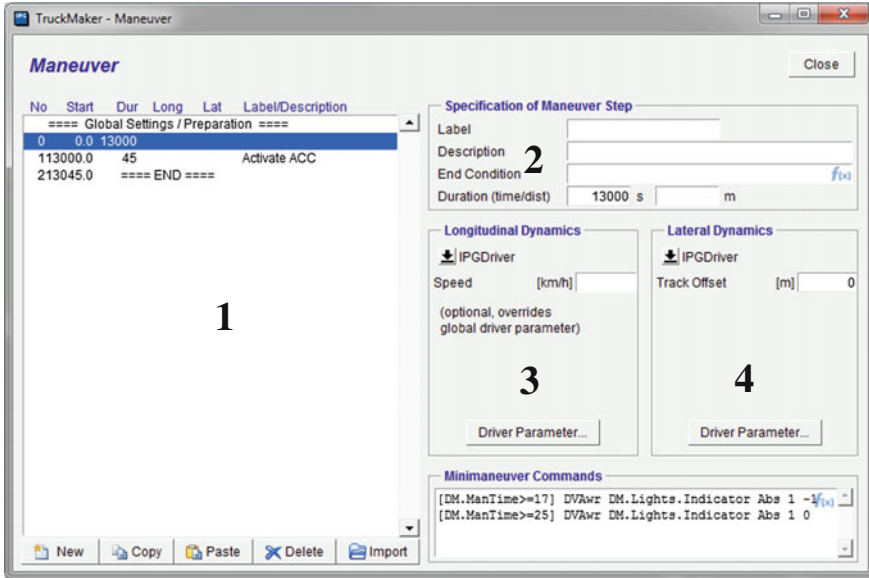 TruckMaker - Maneuver
Maneuver
Close
No Start Dur Long Lat Label/Description
==== Global Settings / Preparation ====
0 0.0 13000
113000.0 45 Activate ACC
213045.0 ==== END ====
1
New Copy Paste Delete Import
Specification of Maneuver Step
Label
Description
2
End Condition f(x)
Duration (time/dist) 13000 s m
Longitudinal Dynamics
IPGDriver
Speed [km/h]
(optional, overrides
global driver parameter)
3
Driver Parameter...
Lateral Dynamics
IPGDriver
Track Offset [m] 0
4
Driver Parameter...
Minimaneuver Commands
[DM.ManTime>=17] DVAwr DM.Lights.Indicator Abs 1 -1 f(x)
[DM.ManTime>=25] DVAwr DM.Lights.Indicator Abs 1 0